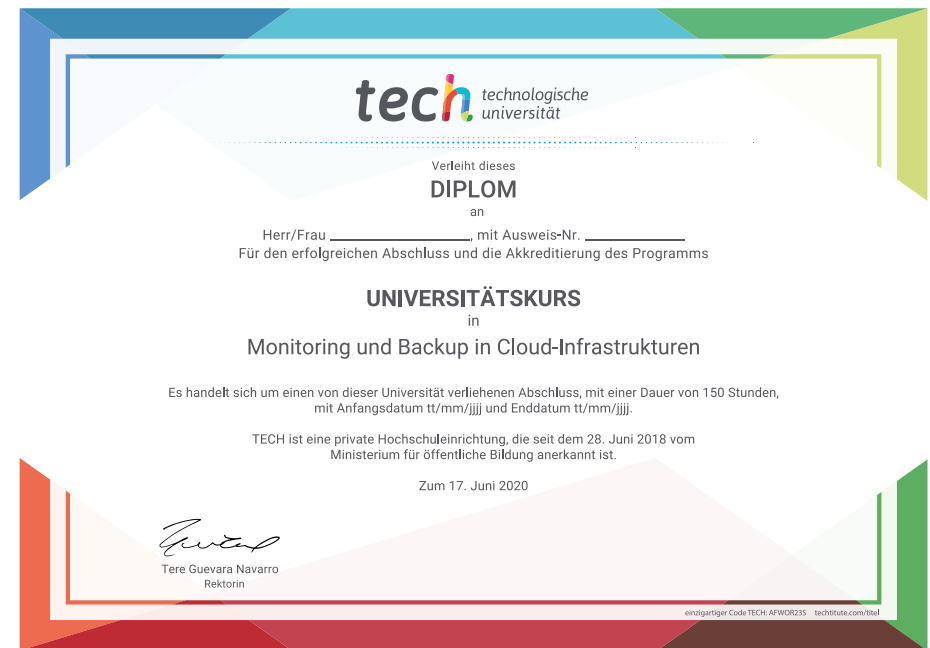 tech technologische
universität
Verleiht dieses
DIPLOM
an
Herr/Frau ____________, mit Ausweis-Nr. ____________
Für den erfolgreichen Abschluss und die Akkreditierung des Programms
UNIVERSITÄTSKURS
in
Monitoring und Backup in Cloud-Infrastrukturen
Es handelt sich um einen von dieser Universität verliehenen Abschluss, mit einer Dauer von 150 Stunden,
mit Anfangsdatum tt/mm/jjjj und Enddatum tt/mm/jjjj.
TECH ist eine private Hochschuleinrichtung, die seit dem 28. Juni 2018 vom
Ministerium für öffentliche Bildung anerkannt ist.
Zum 17. Juni 2020
Tere Guevara Navarro
Rektorin
einzigartiger Code TECH: AFWOR23S techtitute.com/titel